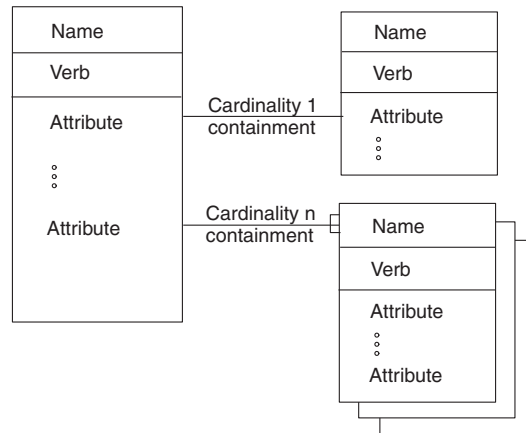 Name
Verb
Attribute
Attribute
Cardinality 1
containment
Cardinality n
containment
Name
Verb
Attribute
Name
Verb
Attribute
Attribute